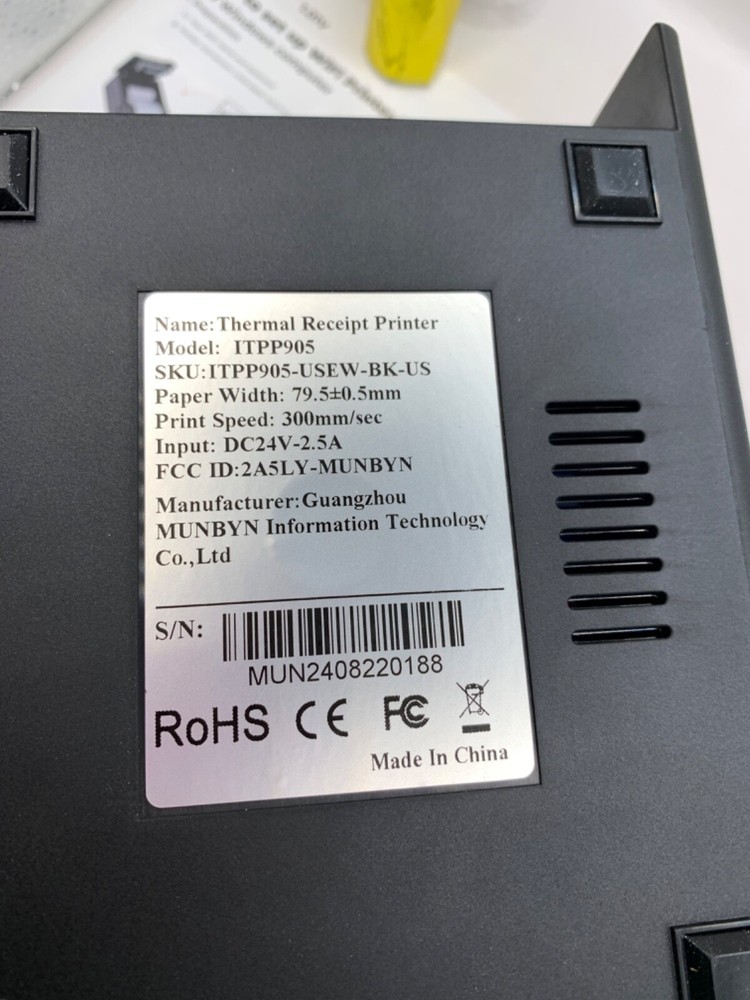 Name:Thermal Receipt Printer
Model: ITPP905
SKU:ITPP905-USEW-BK-US
Paper Width: 79.5±0.5mm
Print Speed: 300mm/sec
Input: DC24V-2.5A
FCC ID:2A5LY-MUNBYN
Manufacturer:Guangzhou
MUNBYN Information Technology
Co.,Ltd
S/N:
MUN2408220188
RoHS CE FC
Made In China